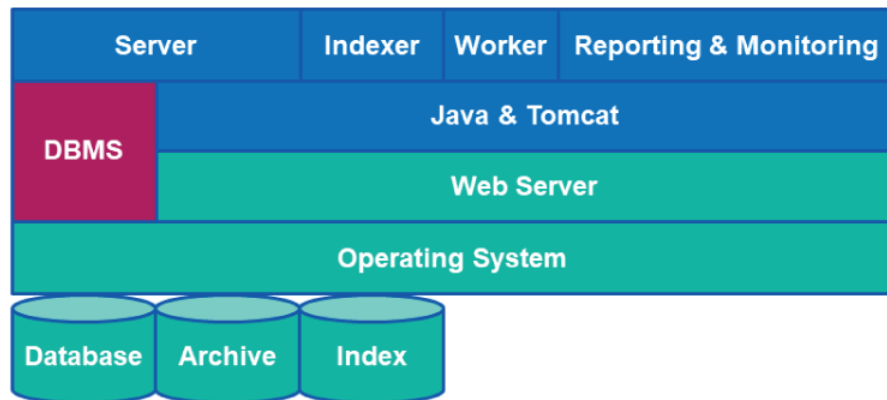 Server
Indexer
Worker
Reporting & Monitoring
DBMS
Java & Tomcat
Web Server
Operating System
Database
Archive
Index